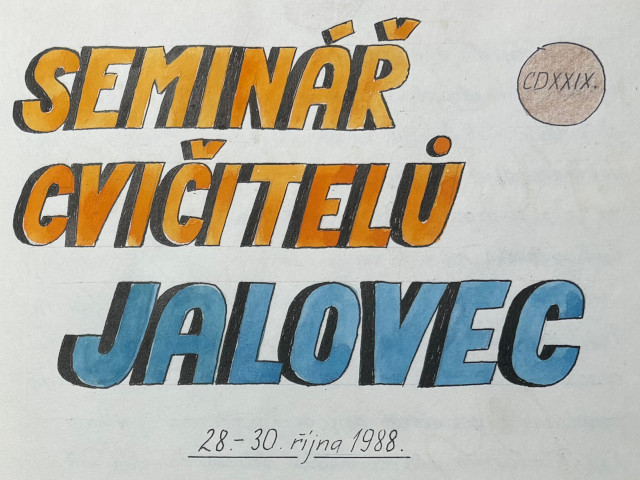 SEMINÁŘ
CDXXIX.
CVIČITELŮ
JALOVEC
28.-30. října 1988.